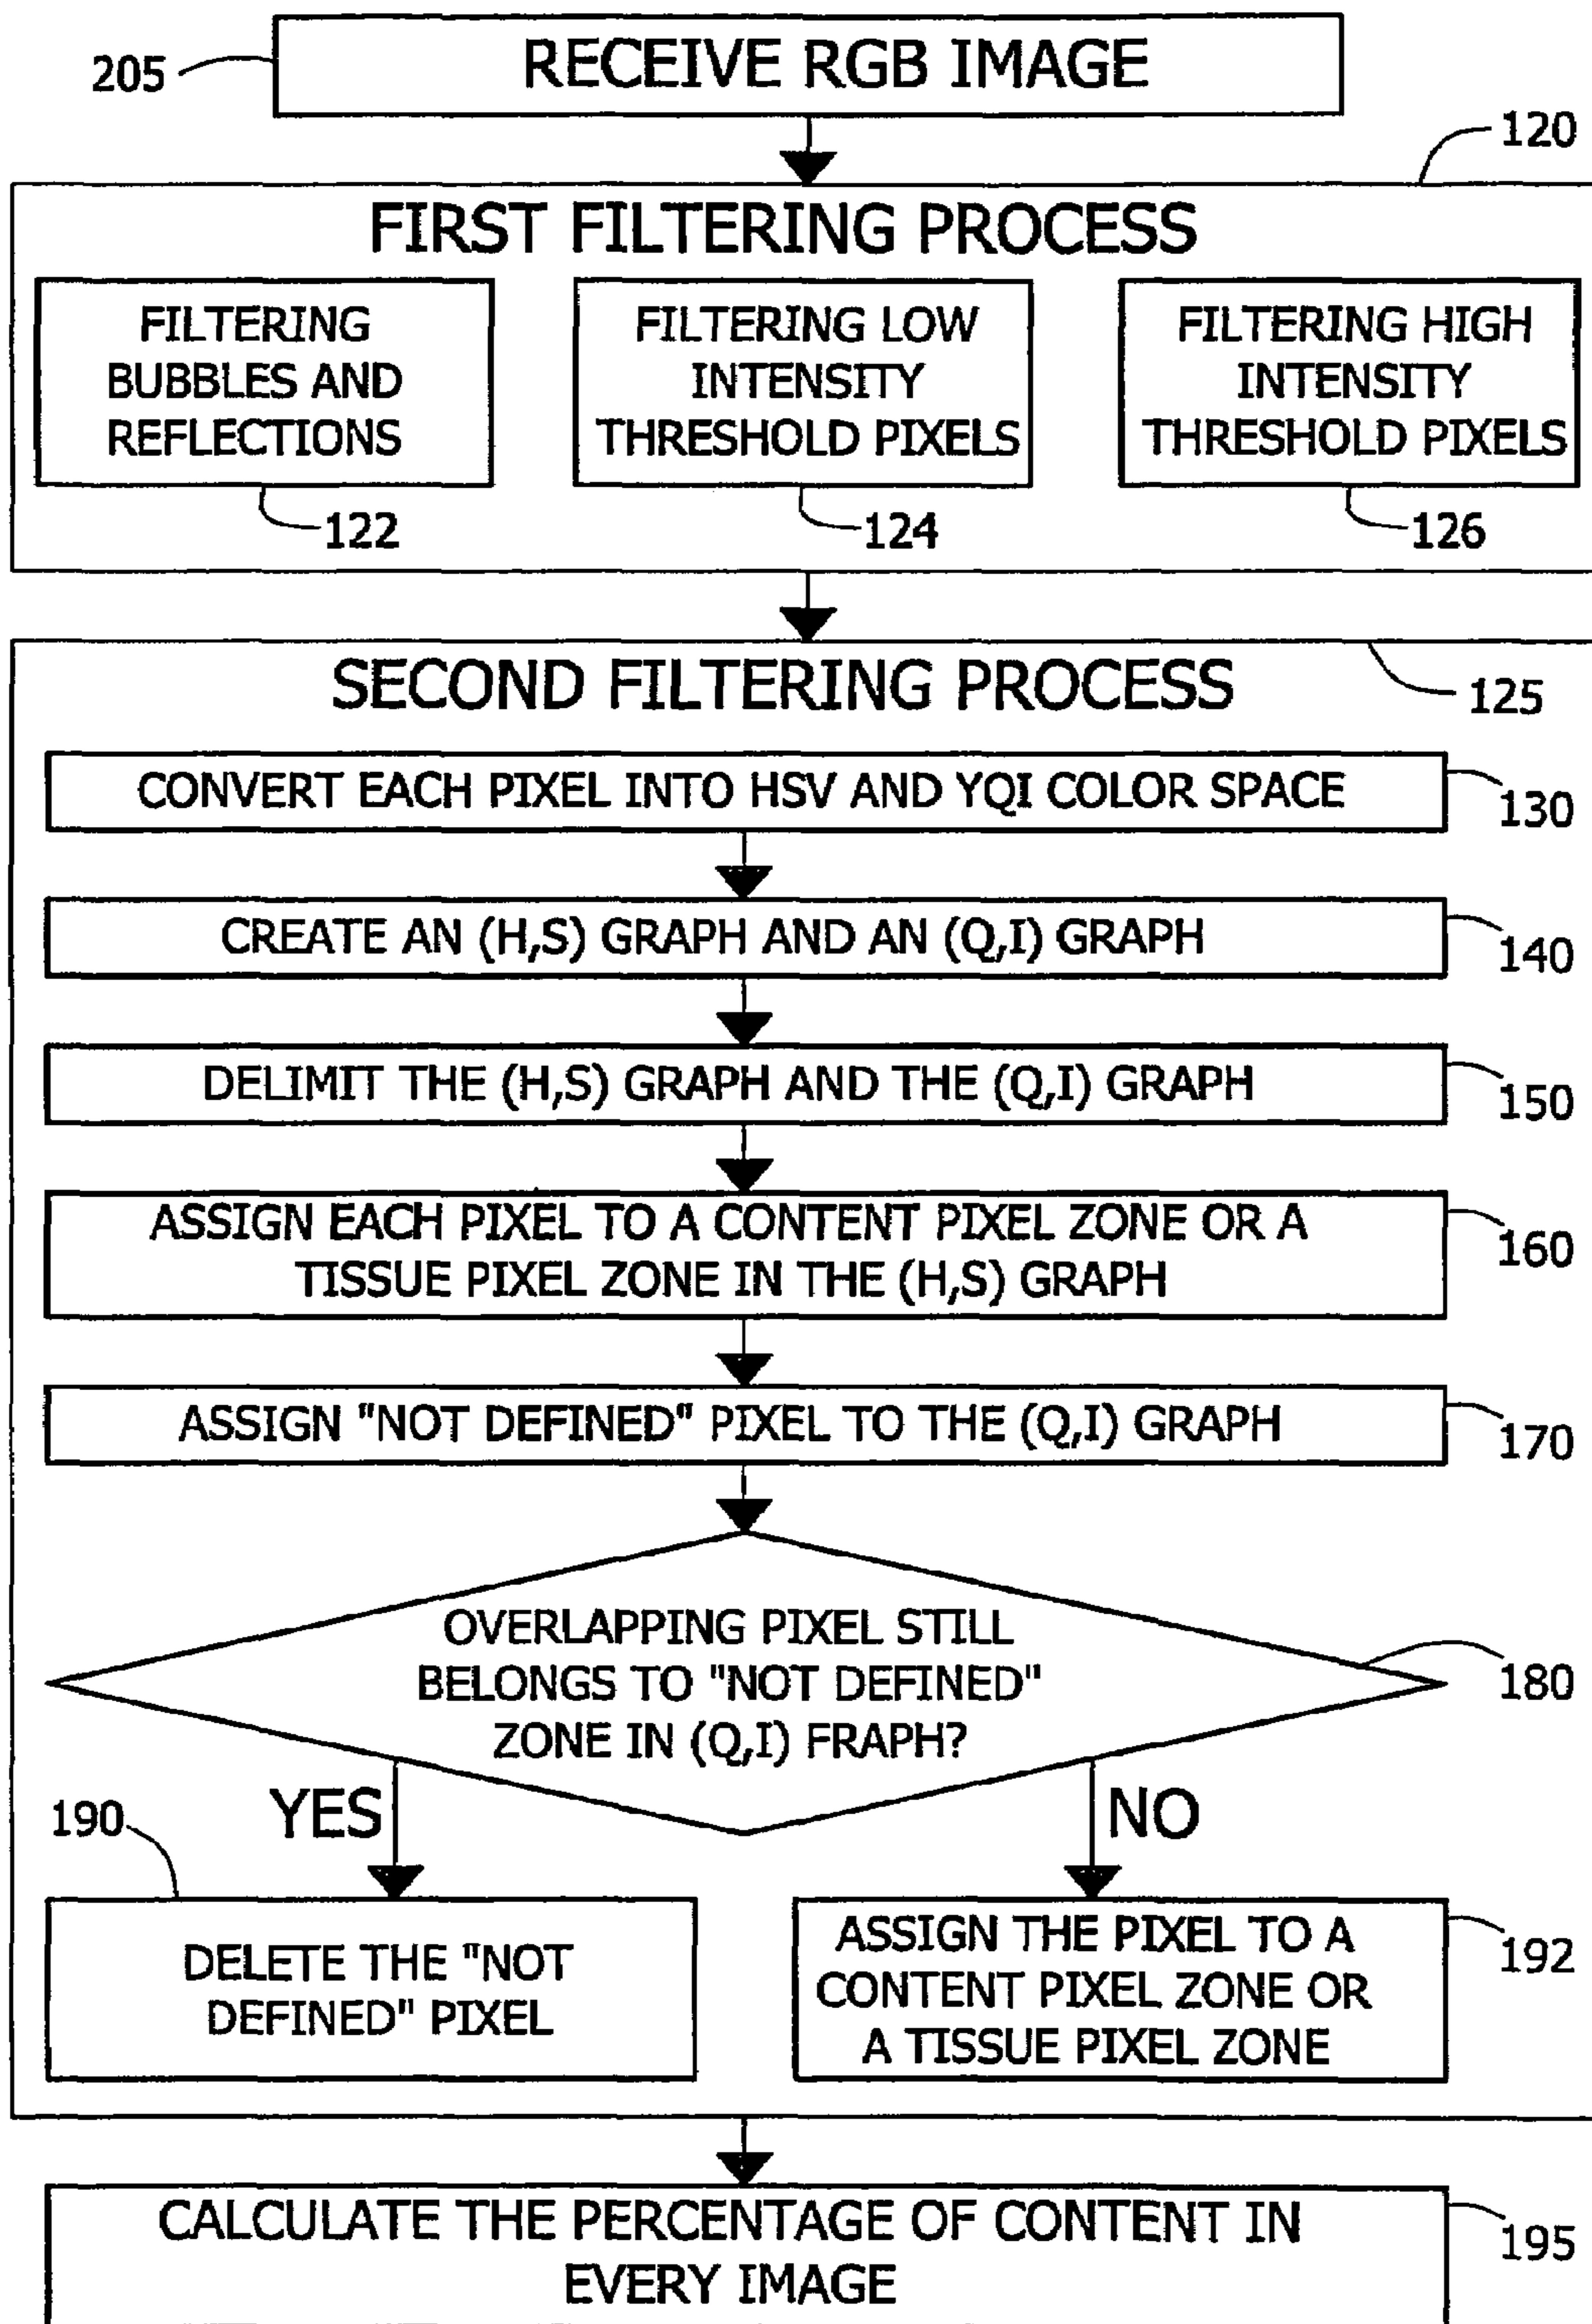 205
RECEIVE RGB IMAGE
120
FIRST FILTERING PROCESS
FILTERING
BUBBLES AND
REFLECTIONS
122
FILTERING LOW
INTENSITY
THRESHOLD PIXELS
124
FILTERING HIGH
INTENSITY
THRESHOLD PIXELS
126
SECOND FILTERING PROCESS
125
CONVERT EACH PIXEL INTO HSV AND YQI COLOR SPACE
130
CREATE AN (H,S) GRAPH AND AN (Q,I) GRAPH
140
DELIMIT THE (H,S) GRAPH AND THE (Q,I) GRAPH
150
ASSIGN EACH PIXEL TO A CONTENT PIXEL ZONE OR A
TISSUE PIXEL ZONE IN THE (H,S) GRAPH
160
ASSIGN "NOT DEFINED" PIXEL TO THE (Q,I) GRAPH
170
OVERLAPPING PIXEL STILL
BELONGS TO "NOT DEFINED"
ZONE IN (Q,I) FRAPH?
180
YES
NO
190
DELETE THE "NOT
DEFINED" PIXEL
ASSIGN THE PIXEL TO A
CONTENT PIXEL ZONE OR
A TISSUE PIXEL ZONE
192
CALCULATE THE PERCENTAGE OF CONTENT IN
EVERY IMAGE
195